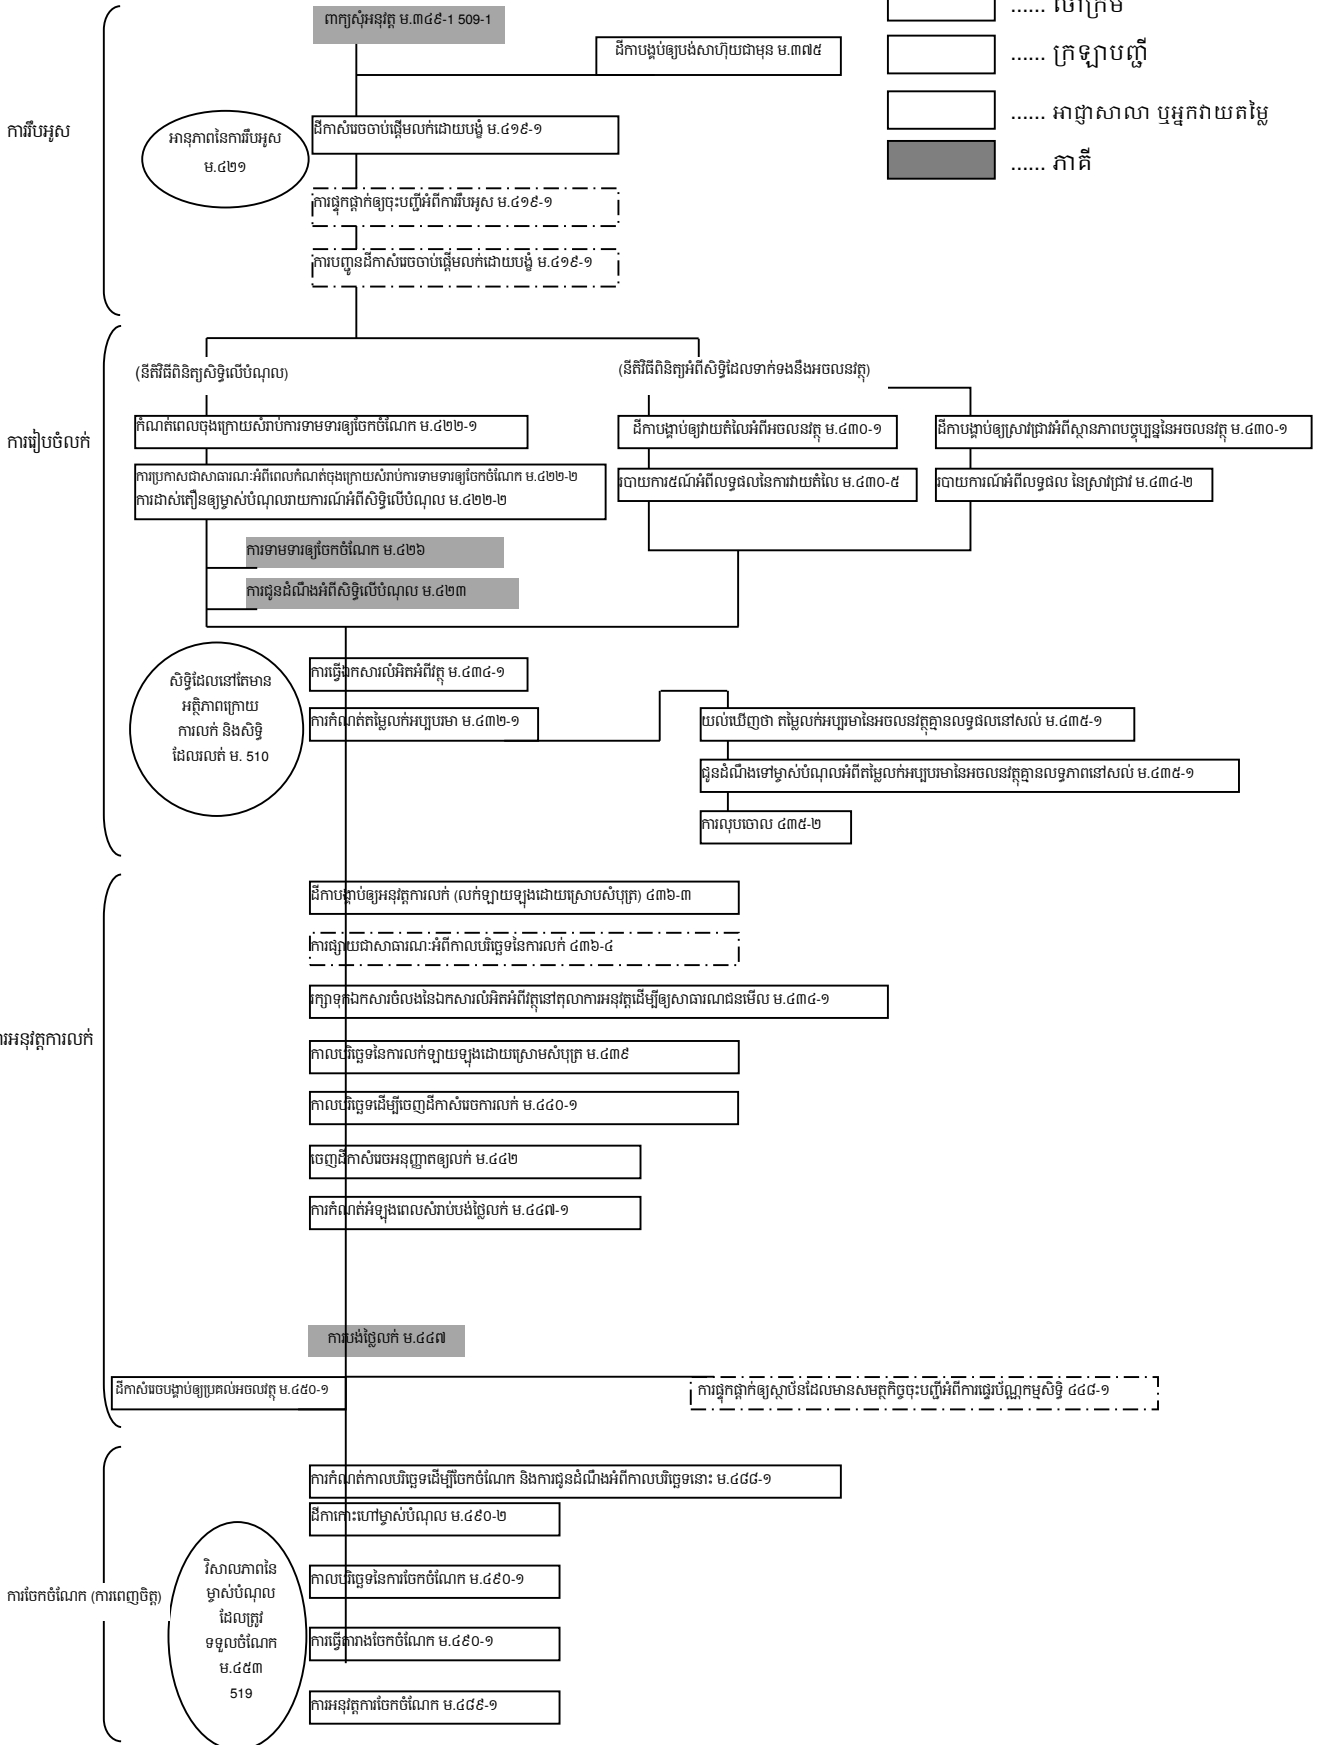 ពាក្យសុំអនុវត្ត ម.៣៤៩-1 509-1
...... ចៅក្រម
ដីកាបង្គប់ឲ្យបង់សាហ៊ុយជាមុន ម.៣៧៥
...... ក្រឡាបញ្ជី
...... អាជ្ញាសាលា ឬអ្នកវាយតម្លៃ
...... ភាគី
ការរឹបអូស
អានុភាពនៃការរឹបអូស
ម.៤២១
ដីកាសំរេចចាប់ផ្តើមលក់ដោយបង្ខំ ម.៤១៩-១
ការផ្ទុកផ្តាក់ឲ្យចុះបញ្ជីអំពីការរឹបអូស ម.៤១៩-១
ការបញ្ជូនដីកាសំរេចចាប់ផ្តើមលក់ដោយបង្ខំ ម.៤១៩-១
(នីតិវិធីពិនិត្យសិទ្ធិលើបំណុល)
(នីតិវិធីពិនិត្យអំពីសិទ្ធិដែលទាក់ទងនឹងអចលនវត្ថុ)
ការរៀបចំលក់
កំណត់ពេលចុងក្រោយសំរាប់ការទាមទារឲ្យចែកចំណែក ម.៤២២-១
ដីកាបង្គាប់ឲ្យវាយតំលៃអំពីអចលនវត្ថុ ម.៤៣០-១
ដីកាបង្គាប់ឲ្យស្រាវជ្រាវអំពីស្ថានភាពបច្ចុប្បន្ននៃអចលនវត្ថុ ម.៤៣០-១
ការប្រកាសជាសាធារណៈអំពីពេលកំណត់ចុងក្រោយសំរាប់ការទាមទារឲ្យចែកចំណែក ម.៤២២-២
ការដាស់តឿនឲ្យម្ចាស់បំណុលរាយការណ៍អំពីសិទ្ធិលើបំណុល ម.៤២២-២
របាយការ៍ណ៍អំពីលទ្ធផលនៃការវាយតំលៃ ម.៤៣០-៥
របាយការណ៍អំពីលទ្ធផល នៃស្រាវជ្រាវ ម.៤៣៤-២
ការទាមទារឲ្យចែកចំណែក ម.៤២៦
ការជូនដំណឹងអំពីសិទ្ធិលើបំណុល ម.៤២៣
សិទ្ធិដែលនៅតែមាន
អត្ថិភាពក្រោយ
ការលក់ និងសិទ្ធិ
ដែលរលត់ ម. 510
ការធ្វើឯកសារលំអិតអំពីវត្ថុ ម.៤៣៤-១
ការកំណត់តម្លៃលក់អប្បបរមា ម.៤៣២-១
យល់ឃើញថា តម្លៃលក់អប្បរមានៃអចលនវត្ថុគ្មានលទ្ធផលនៅសល់ ម.៤៣៥-១
ជូនដំណឹងទៅម្ចាស់បំណុលអំពីតម្លៃលក់អប្បបរមានៃអចលនវត្ថុគ្មានលទ្ធភាពនៅសល់ ម.៤៣៥-១
ការលុបចោល ៤៣៥-២
ដីកាបង្គាប់ឲ្យអនុវត្តការលក់ (លក់ឡាយឡុងដោយស្រោបសំបុត្រ) ៤៣៦-៣
ការផ្សាយជាសាធារណៈអំពីកាលបរិច្ឆេទនៃការលក់ ៤៣៦-៤
រក្សាទុកឯកសារចំលងនៃឯកសារលំអិតអំពីវត្ថុនៅតុលាការអនុវត្តដើម្បីឲ្យសាធារណជនមើល ម.៤៣៤-១
រអនុវត្តការលក់
កាលបរិច្ឆេទនៃការលក់ឡាយឡុងដោយស្រោមសំបុត្រ ម.៤៣៩
កាលបរិច្ឆេទដើម្បីចេញដីកាសំរេចការលក់ ម.៤៤០-១
ចេញដីកាសំរេចអនុញ្ញាតឲ្យលក់ ម.៤៤២
ការកំណត់អំឡុងពេលសំរាប់បង់ថ្លៃលក់ ម.៤៤៧-១
ការបង់ថ្លៃលក់ ម.៤៤៧
ដីកាសំរេចបង្គាប់ឲ្យប្រគល់អចលវត្ថុ ម.៤៥០-១
ការផ្ទុកផ្តាក់ឲ្យស្ថាប័នដែលមានសមត្ថកិច្ចចុះបញ្ជីអំពីការផ្ទេរប័ណ្ណកម្មសិទ្ធិ ៤៤៨-១
ការកំណត់កាលបរិច្ឆេទដើម្បីចែកចំណែក និងការជូនដំណឹងអំពីកាលបរិច្ឆេទនោះ ម.៤៨៨-១
ដីកាកោះហៅម្ចាស់បំណុល ម.៤៩០-២
វិសាលភាពនៃ
ម្ចាស់បំណុល
ដែលត្រូវ
ទទួលចំណែក
ម.៤៥៣
519
កាលបរិច្ឆេទនៃការចែកចំណែក ម.៤៩០-១
ការចែកចំណែក (ការពេញចិត្ត)
ការធ្វើតារាងចែកចំណែក ម.៤៩០-១
ការអនុវត្តការចែកចំណែក ម.៤៨៩-១